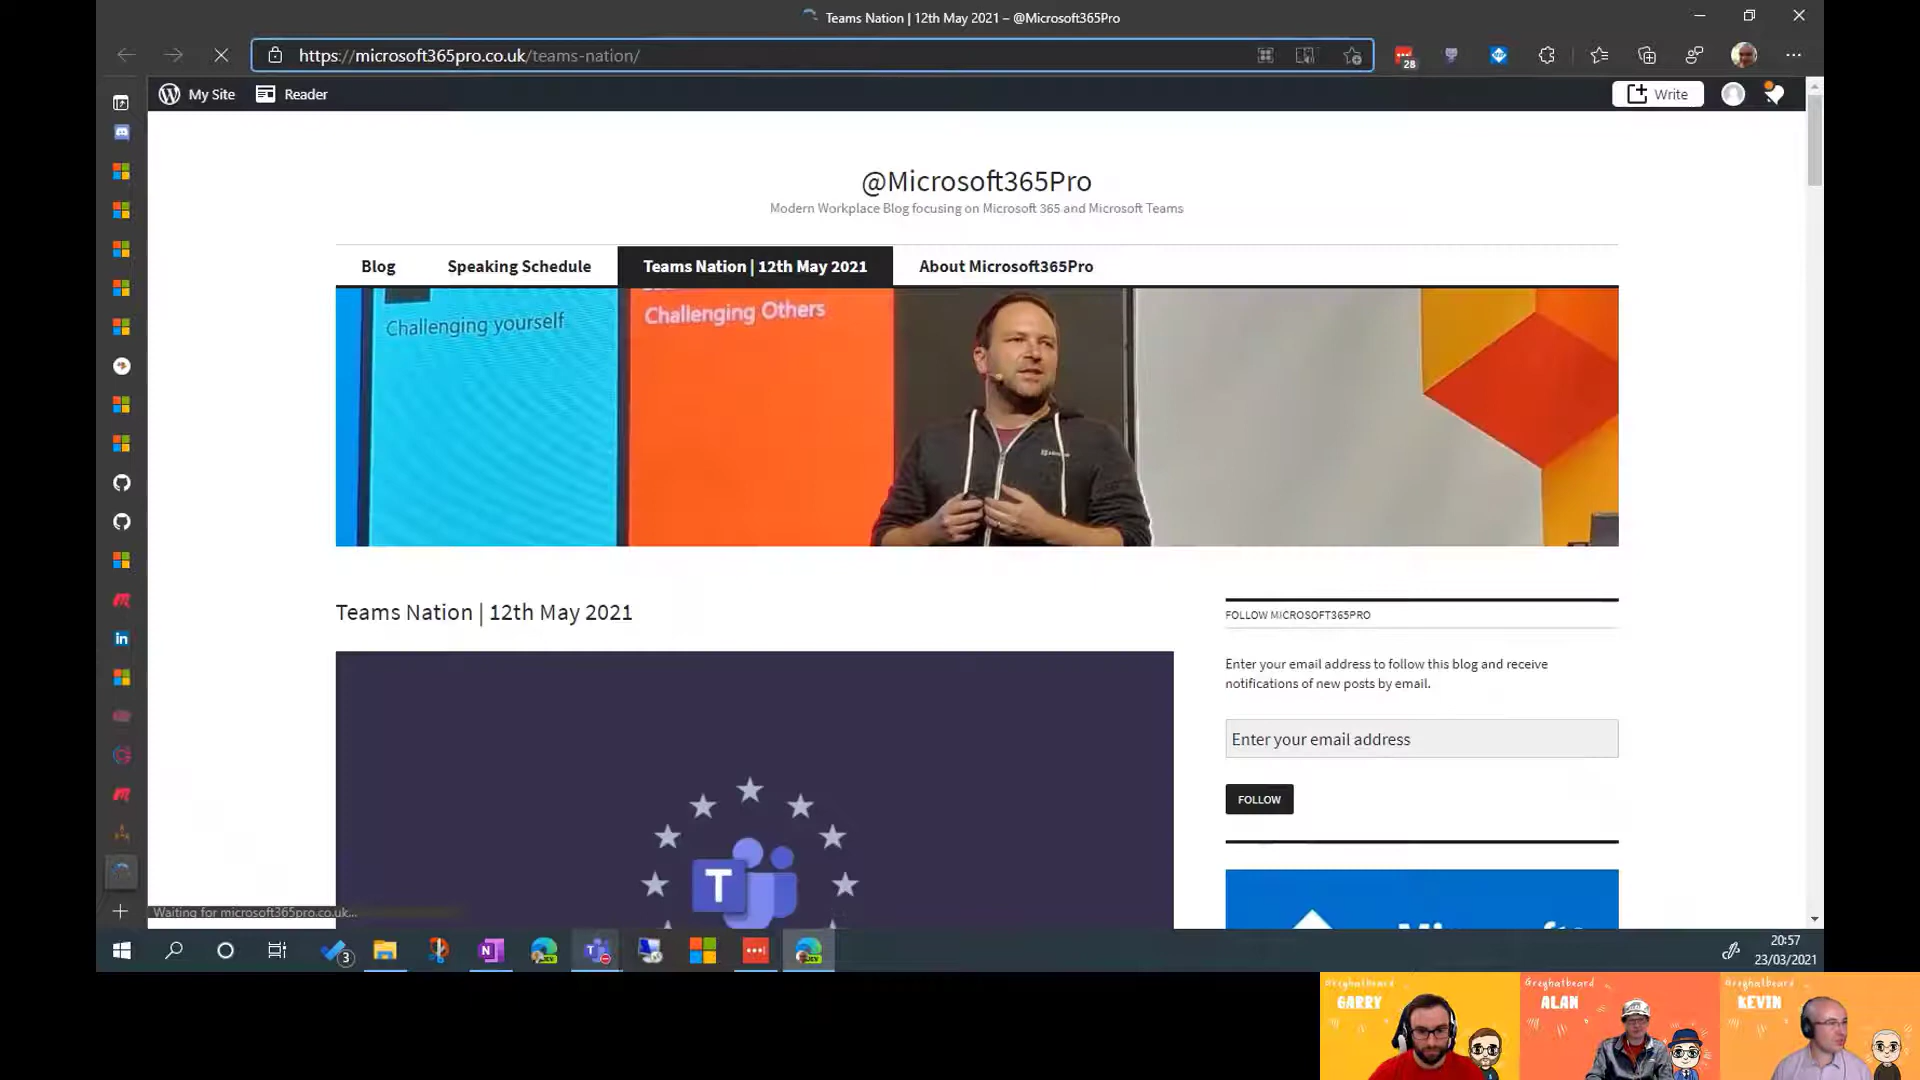 Teams Nation | 12th May 2021 – @Microsoft365Pro
https://microsoft365pro.co.uk/teams-nation/
28
My Site
Reader
Write
@Microsoft365Pro
Modern Workplace Blog focusing on Microsoft 365 and Microsoft Teams
Blog
Speaking Schedule
Teams Nation | 12th May 2021
About Microsoft365Pro
Challenging yourself
Challenging Others
Teams Nation | 12th May 2021
FOLLOW MICROSOFT365PRO
Enter your email address to follow this blog and receive
notifications of new posts by email.
Enter your email address
FOLLOW
T
Waiting for microsoft365pro.co.uk...
3
20:57
23/03/2021
Greyhatbeard
GARRY
Greyhatbeard
ALAN
Greyhatbeard
KEVIN